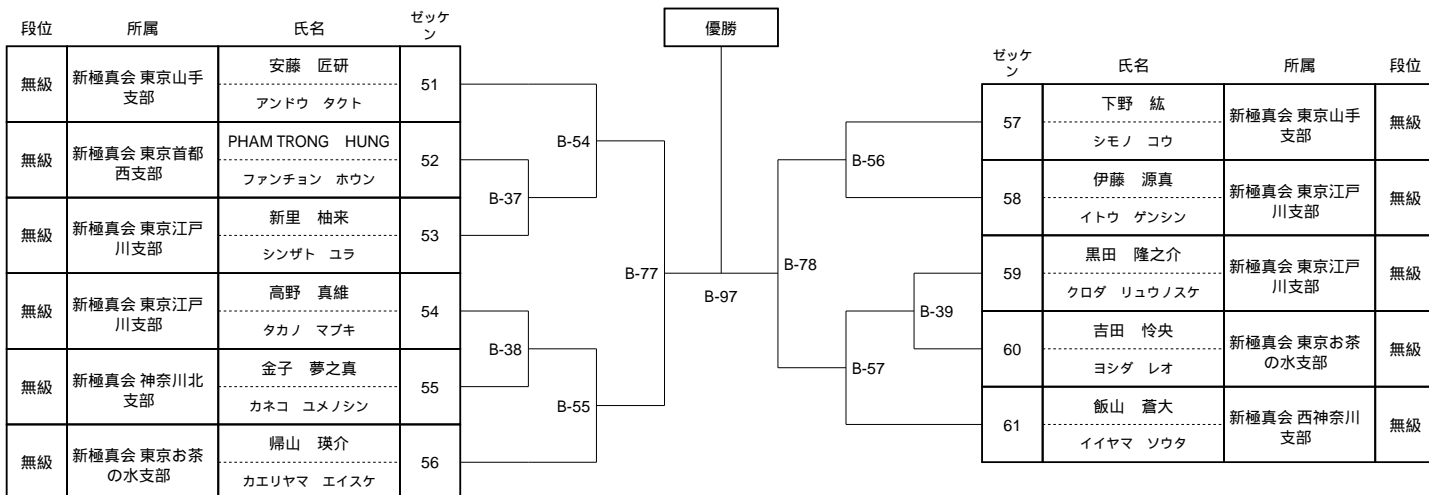 段位 所属 氏名 ゼッケ
ン
無級 新極真会 東京山手
支部 安藤 匠研
アンドウ タクト 51
無級 新極真会 東京首都
西支部 PHAM TRONG HUNG
ファンチョン ホウン 52
無級 新極真会 東京江戸
川支部 新里 柚来
シンザト ユラ 53
無級 新極真会 東京江戸
川支部 高野 真維
タカノ マブキ 54
無級 新極真会 神奈川北
支部 金子 夢之真
カネコ ユメノシン 55
無級 新極真会 東京お茶
の水支部 帰山 瑛介
カエリヤマ エイスケ 56
B-54
B-37
B-77
B-38
B-55
優勝
B-97
B-56
B-78
B-39
B-57
ゼッケ
ン 氏名 所属 段位
57 下野 紘
シモノ コウ 新極真会 東京山手
支部 無級
58 伊藤 源真
イトウ ゲンシン 新極真会 東京江戸
川支部 無級
59 黒田 隆之介
クロダ リュウノスケ 新極真会 東京江戸
川支部 無級
60 吉田 怜央
ヨシダ レオ 新極真会 東京お茶
の水支部 無級
61 飯山 蒼大
イイヤマ ソウタ 新極真会 西神奈川
支部 無級